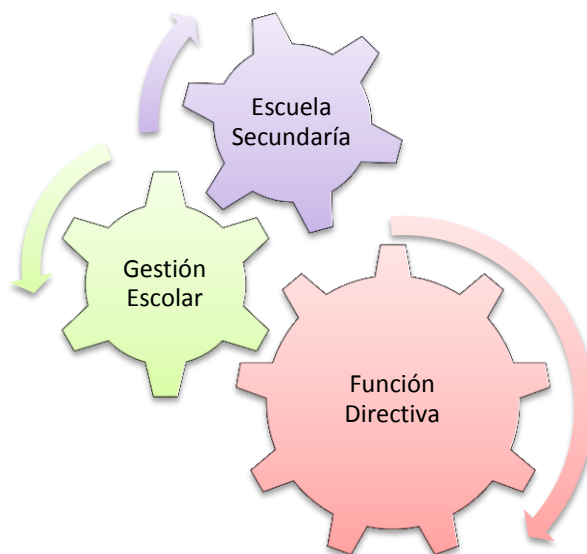 Escuela
Secundaría
Gestión
Escolar
Función
Directiva